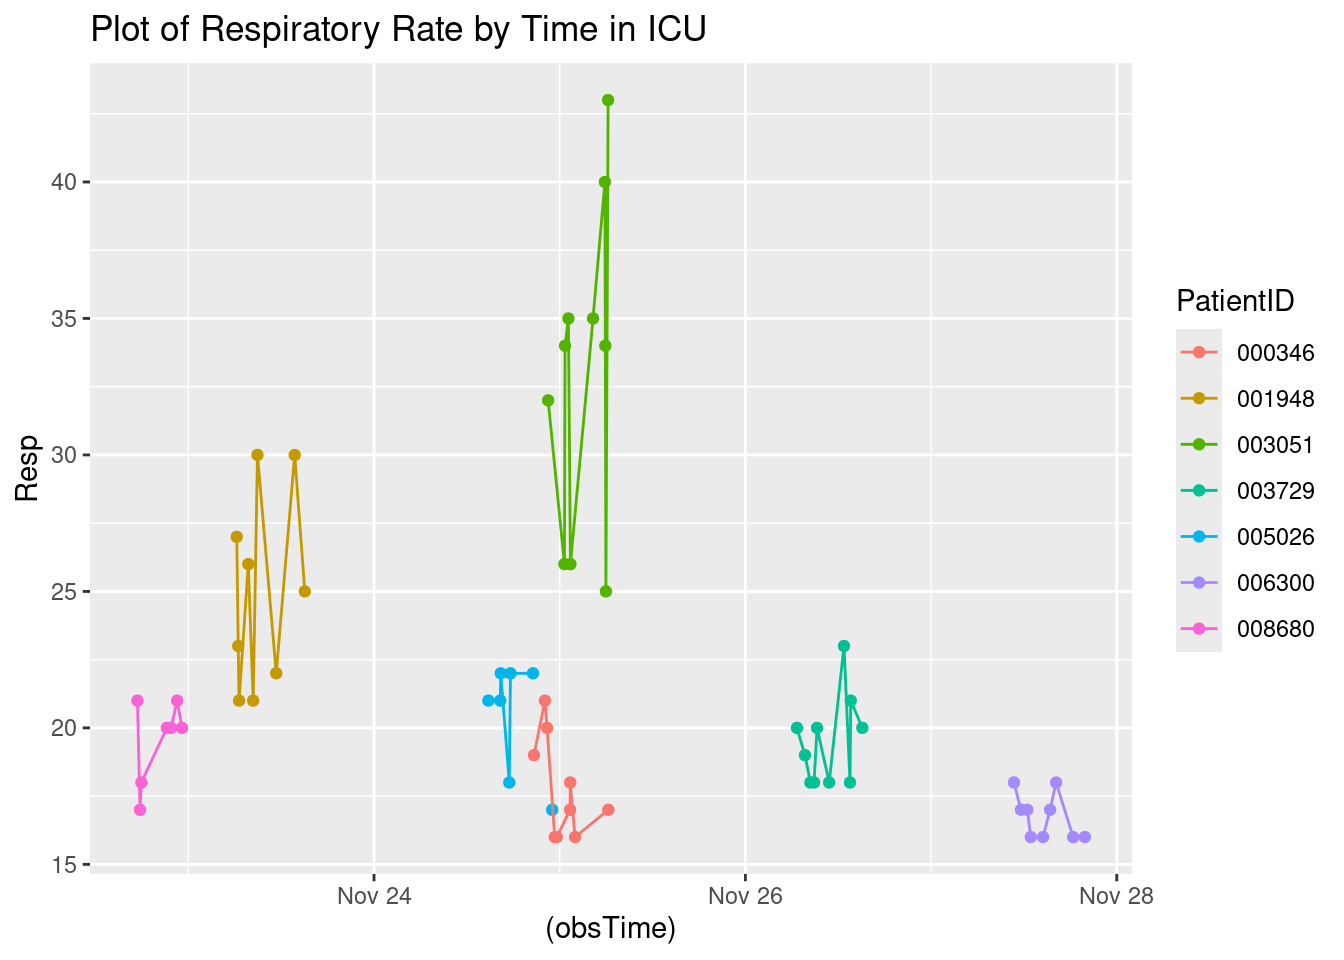 Plot of Respiratory Rate by Time in ICU
Resp
40
35
30
25
20
15
Nov 24
Nov 26
Nov 28
(obsTime)
PatientID
000346
001948
003051
003729
005026
006300
008680